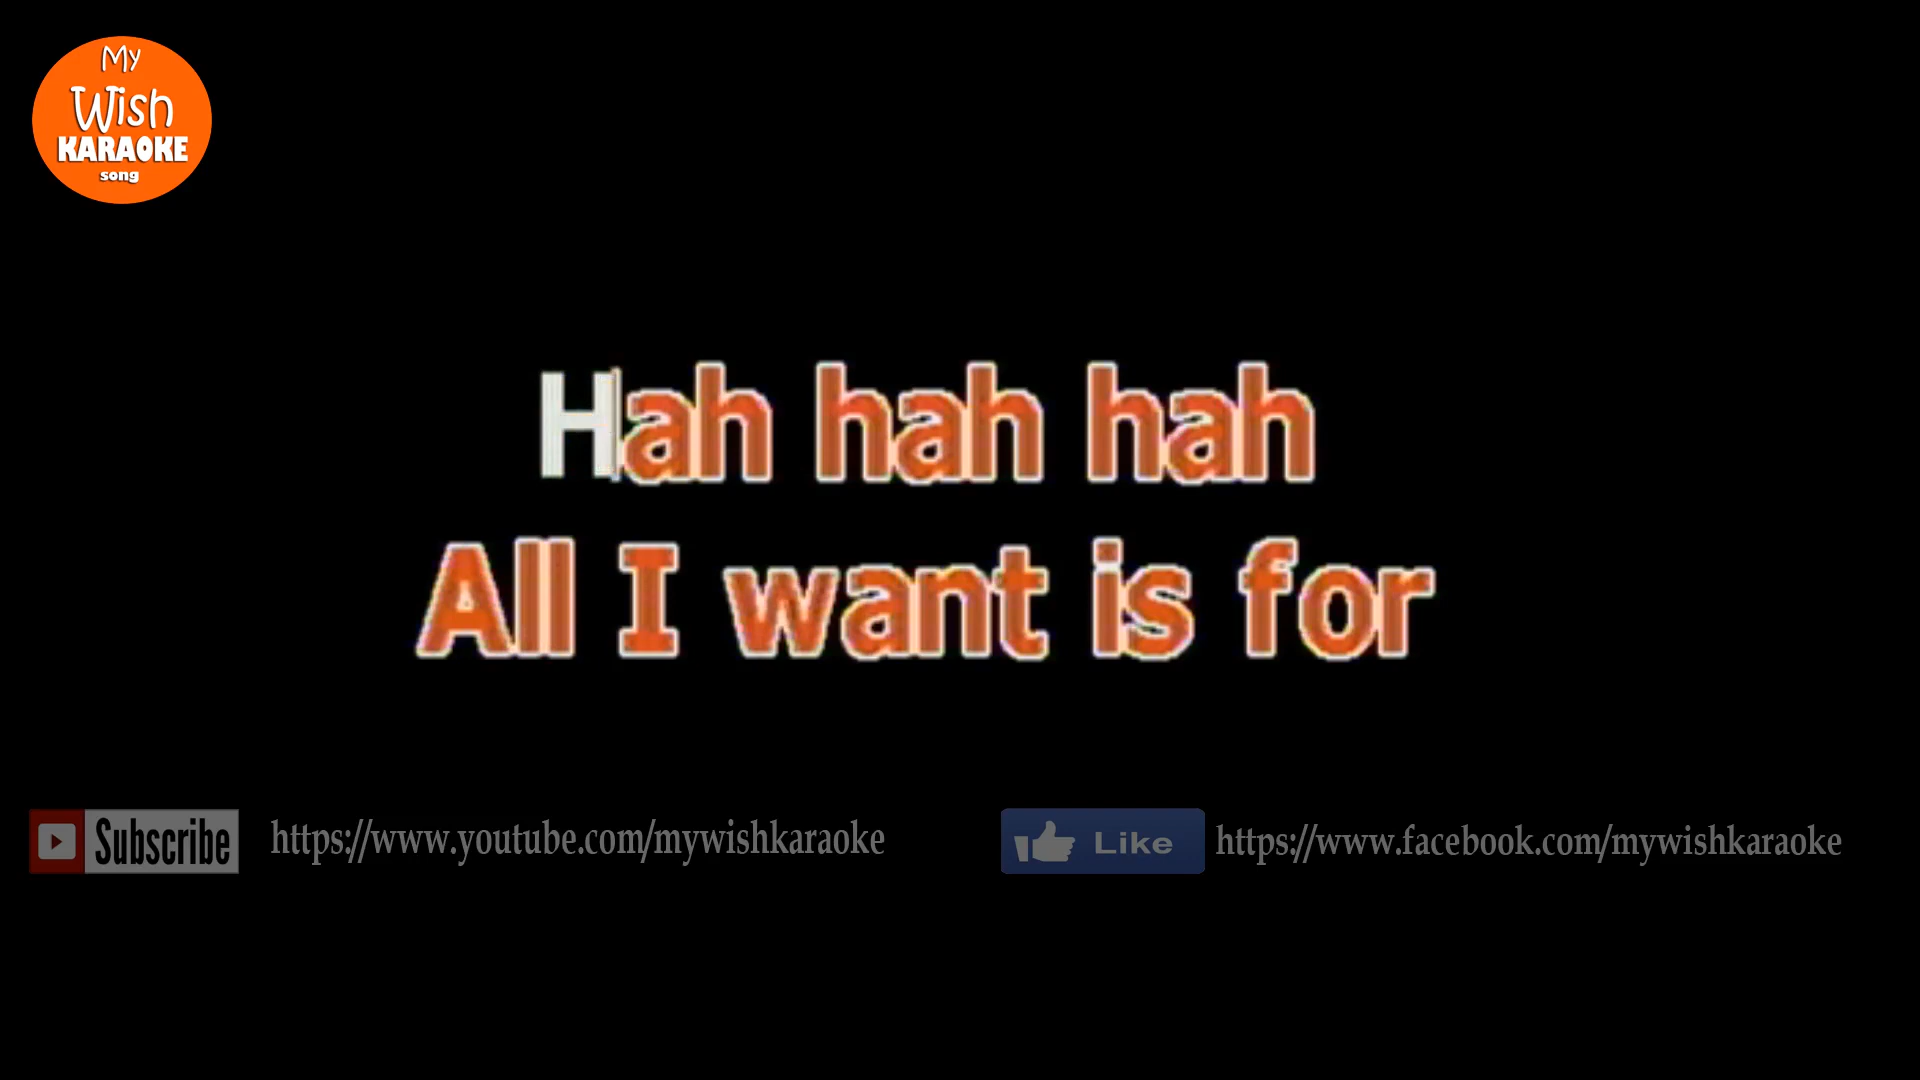 My
Wish
KARAOKE
song
Hah hah hah
All I want is for
Subscribe https://www.youtube.com/mywishkaraoke
Like https://www.facebook.com/mywishkaraoke